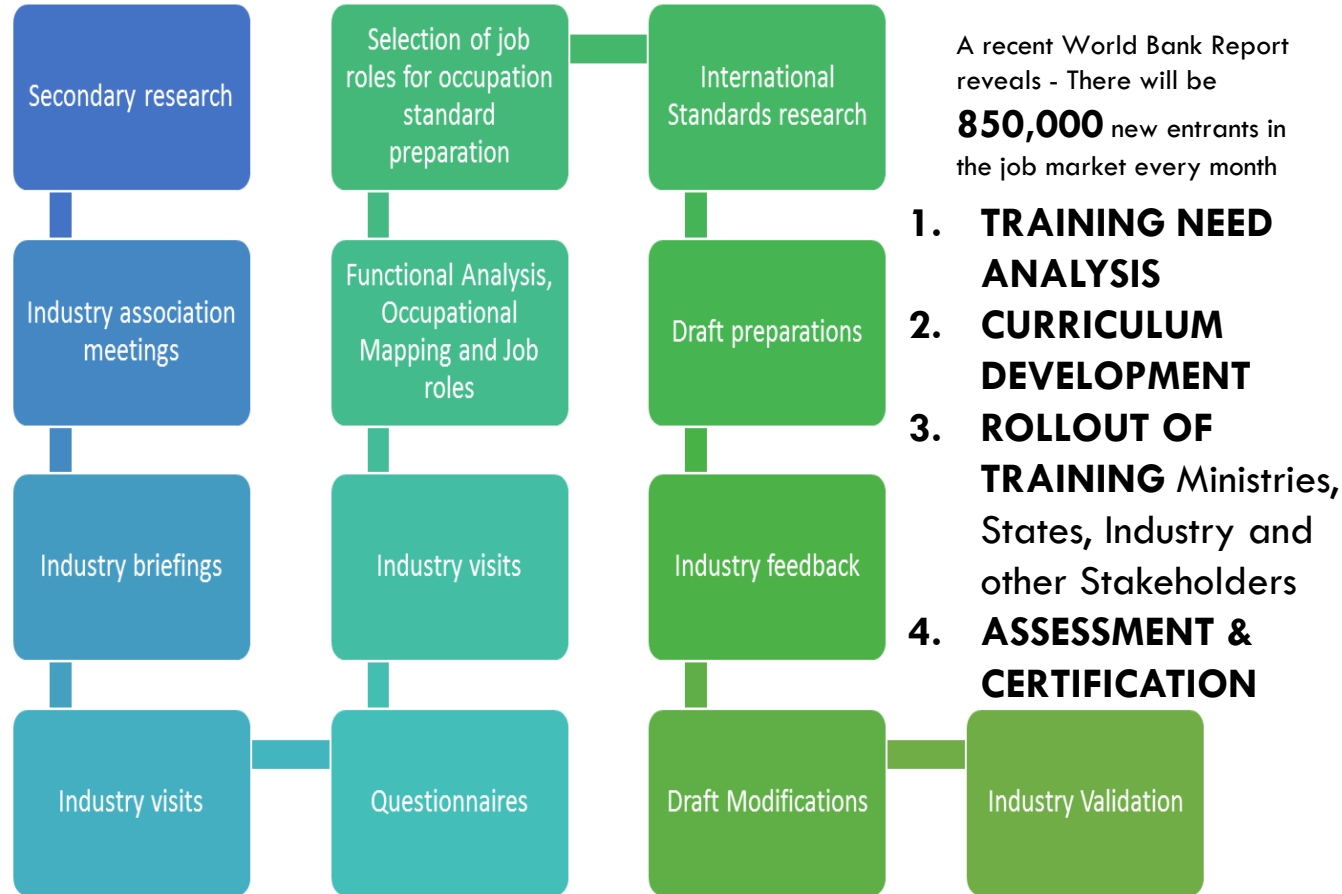 Secondary research
Industry association
meetings
Industry briefings
Industry visits
Questionnaires
Industry visits
Functional Analysis,
Occupational
Mapping and Job
roles
Selection of job
roles for occupation
standard
preparation
International
Standards research
Draft preparations
Industry feedback
Draft Modifications
Industry Validation
A recent World Bank Report
reveals - There will be
850,000 new entrants in
the job market every month
1. TRAINING NEED
ANALYSIS
2. CURRICULUM
DEVELOPMENT
3. ROLLOUT OF
TRAINING Ministries,
States, Industry and
other Stakeholders
4. ASSESSMENT &
CERTIFICATION